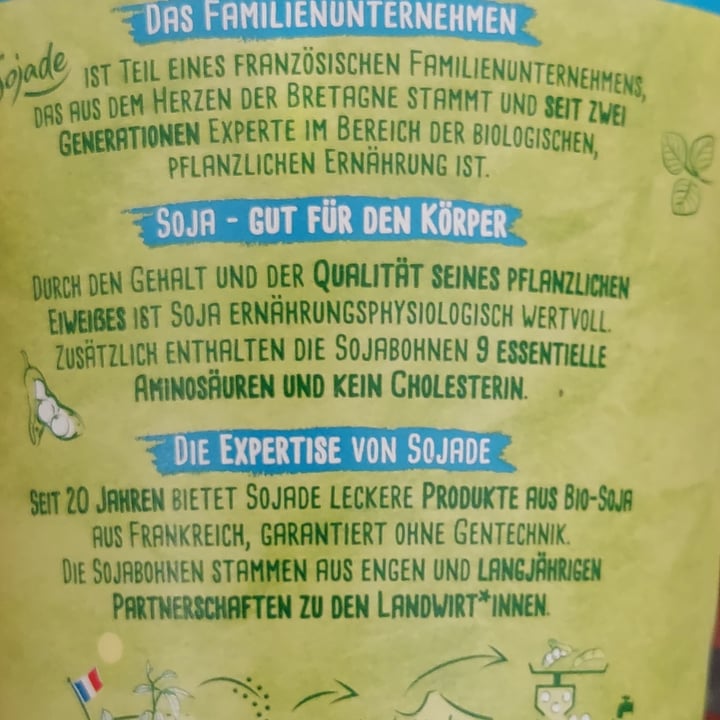 Das Familienunternehmen
Sojade ist Teil eines französischen Familienunternehmens,
das aus dem Herzen der Bretagne stammt und seit zwei
Generationen Experte im Bereich der biologischen,
pflanzlichen Ernährung ist.
Soja - gut für den Körper
Durch den Gehalt und der Qualität seines pflanzlichen
Eiweißes ist Soja ernährungsphysiologisch wertvoll.
Zusätzlich enthalten die Sojabohnen 9 essentielle
Aminosäuren und kein Cholesterin.
Die Expertise von Sojade
Seit 20 Jahren bietet Sojade leckere Produkte aus Bio-Soja
aus Frankreich, garantiert ohne Gentechnik.
Die Sojabohnen stammen aus engen und langjährigen
Partnerschaften zu den Landwirt*innen.